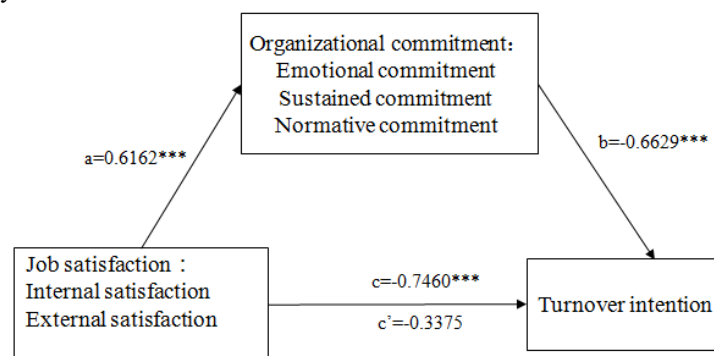 Organizational commitment：
Emotional commitment
Sustained commitment
Normative commitment
a=0.6162***
b=-0.6629***
Job satisfaction：
Internal satisfaction
External satisfaction
c=-0.7460***
c’=-0.3375
Turnover intention